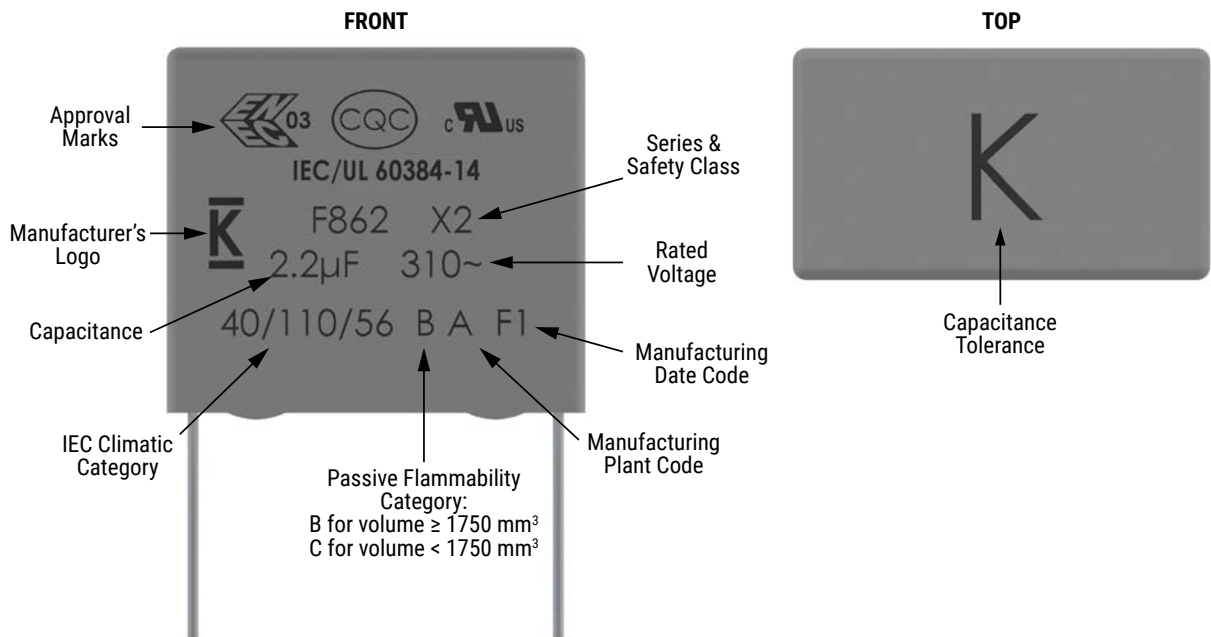 FRONT
TOP
Approval
Marks
ENEC 03 CQC c RU US
IEC/UL 60384-14
K
F862 X2
2.2µF 310~
40/110/56 B A F1
Manufacturer's
Logo
Capacitance
IEC Climatic
Category
Passive Flammability
Category:
B for volume ≥ 1750 mm³
C for volume < 1750 mm³
Series &
Safety Class
Rated
Voltage
Manufacturing
Date Code
Manufacturing
Plant Code
K
Capacitance
Tolerance